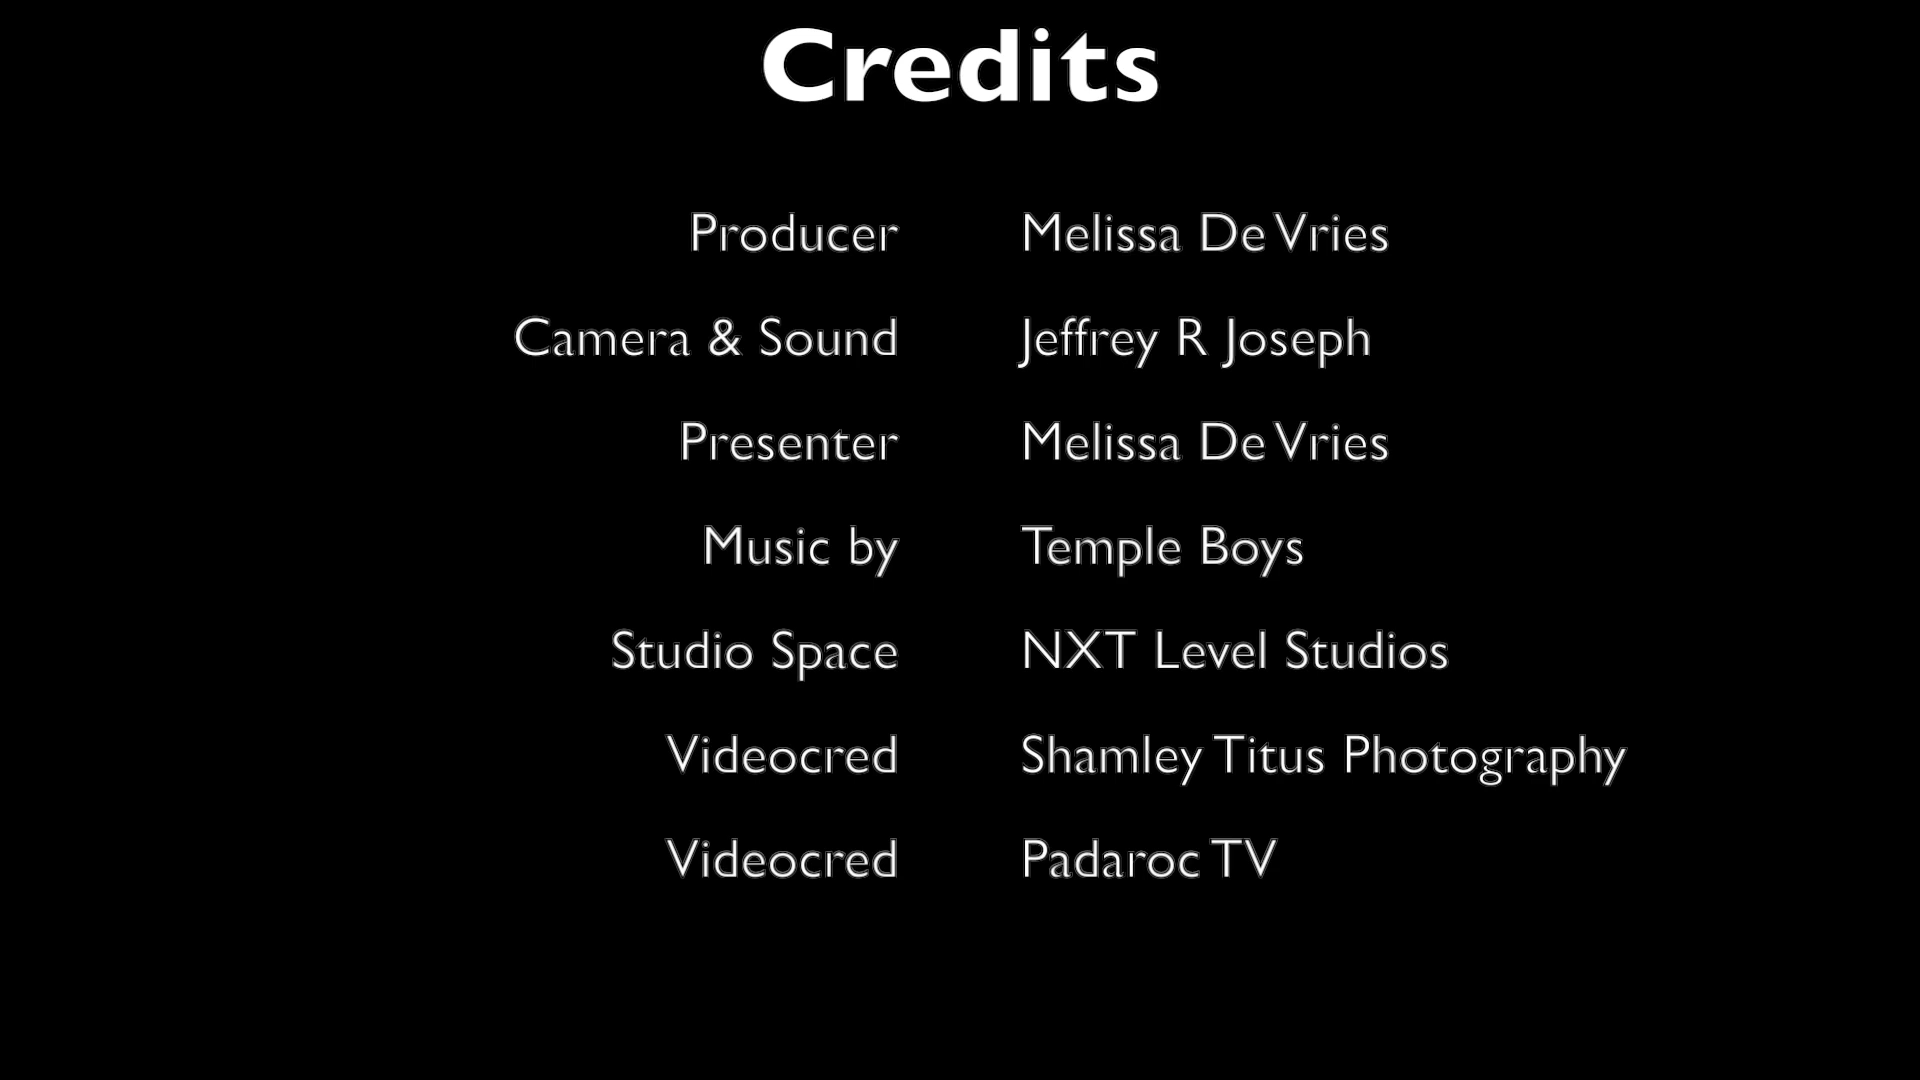 Credits
Producer Melissa De Vries
Camera & Sound Jeffrey R Joseph
Presenter Melissa De Vries
Music by Temple Boys
Studio Space NXT Level Studios
Videocred Shamley Titus Photography
Videocred Padaroc TV